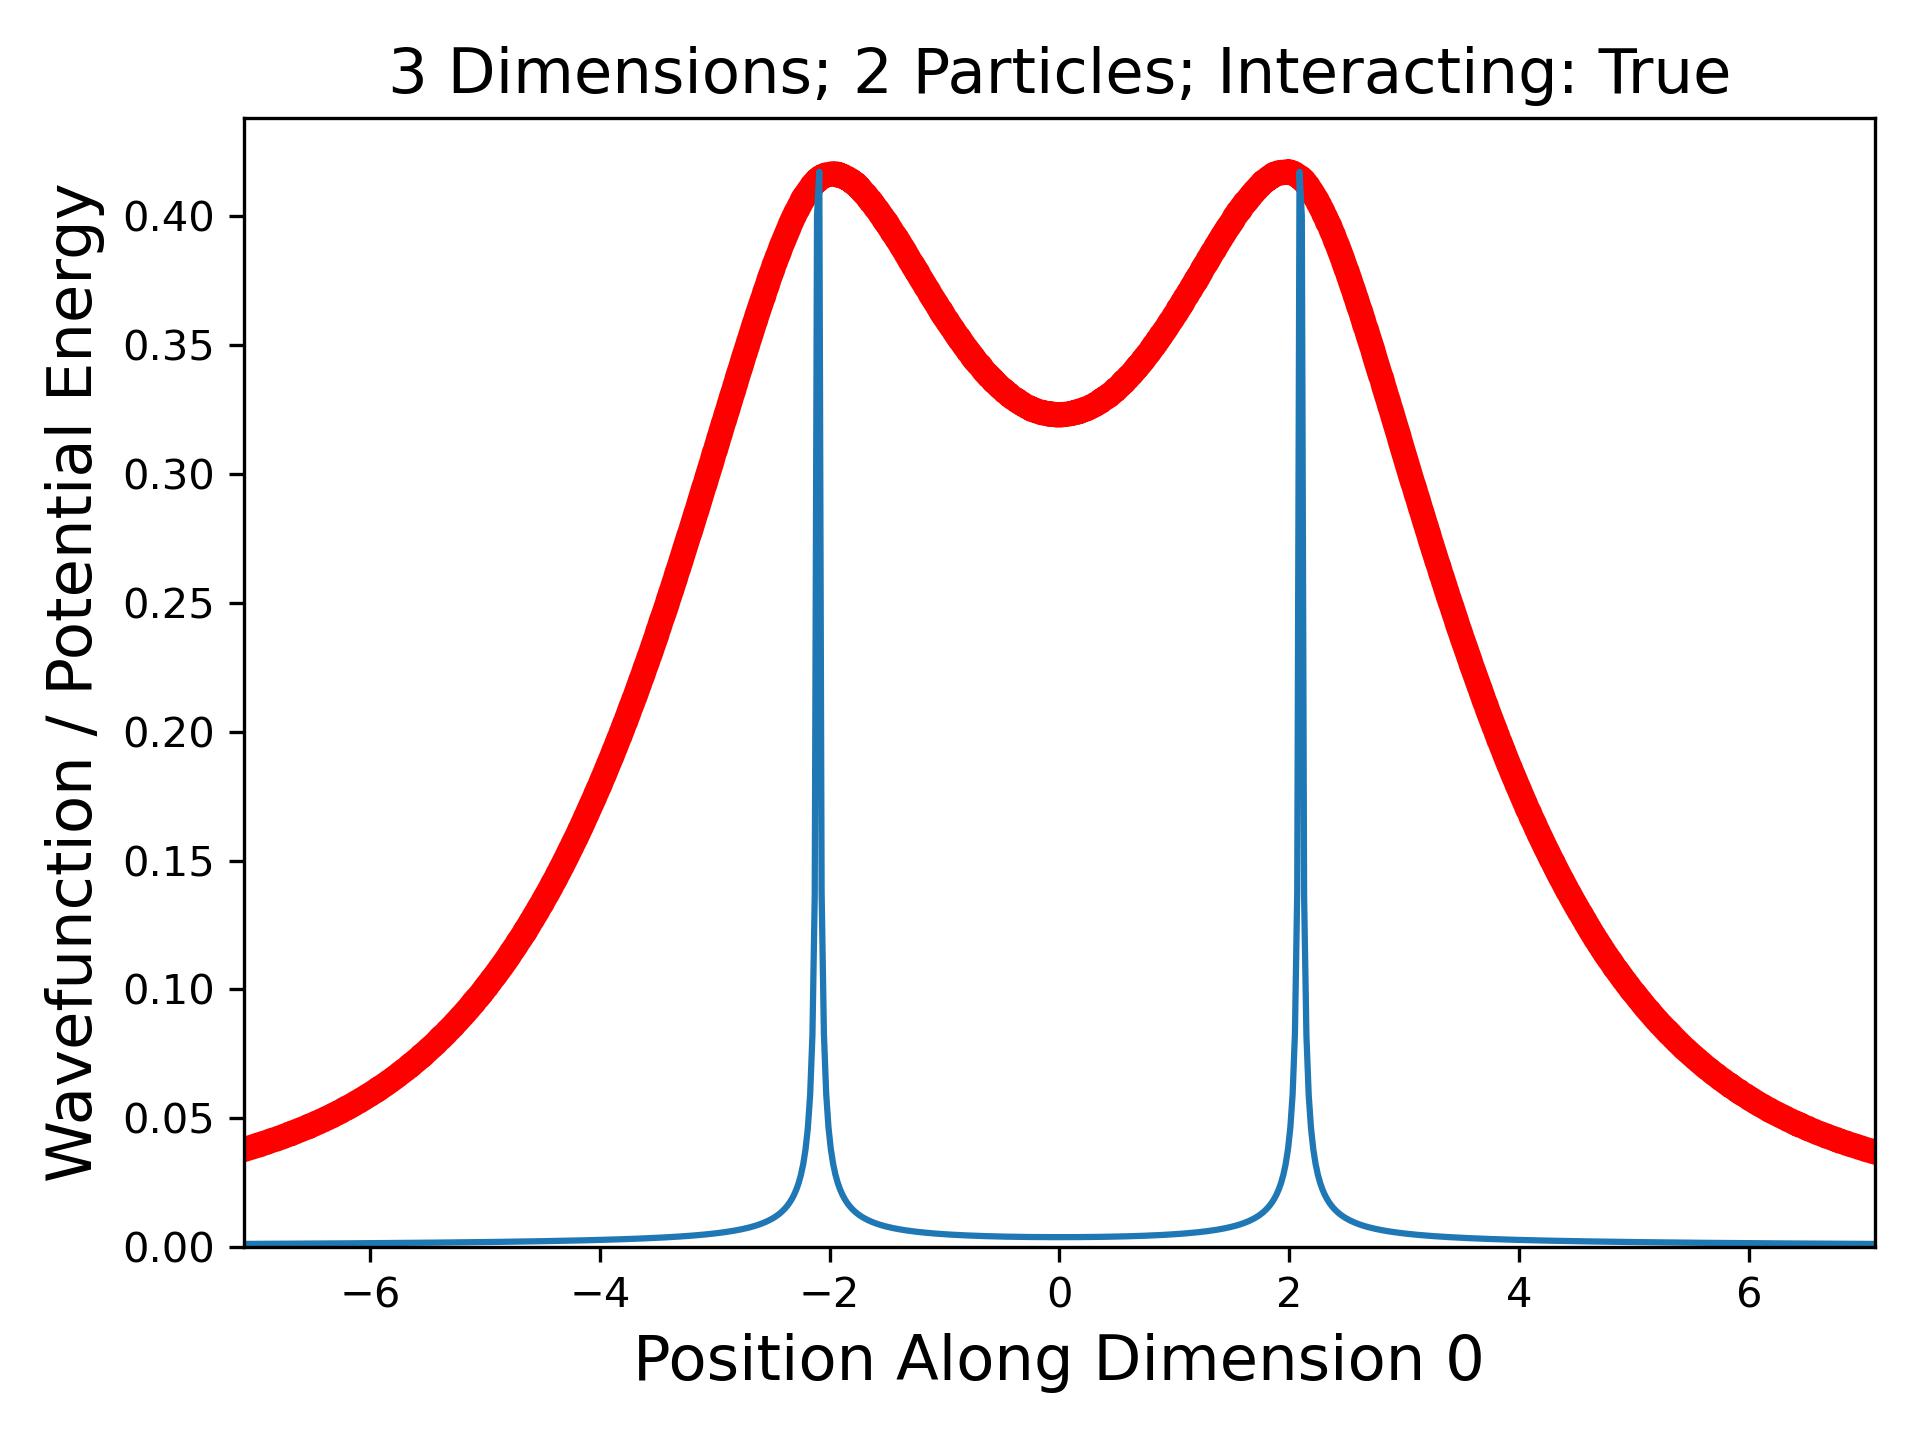 3 Dimensions; 2 Particles; Interacting: True
Wavefunction / Potential Energy
0.40
0.35
0.30
0.25
0.20
0.15
0.10
0.05
0.00
−6 −4 −2 0 2 4 6
Position Along Dimension 0